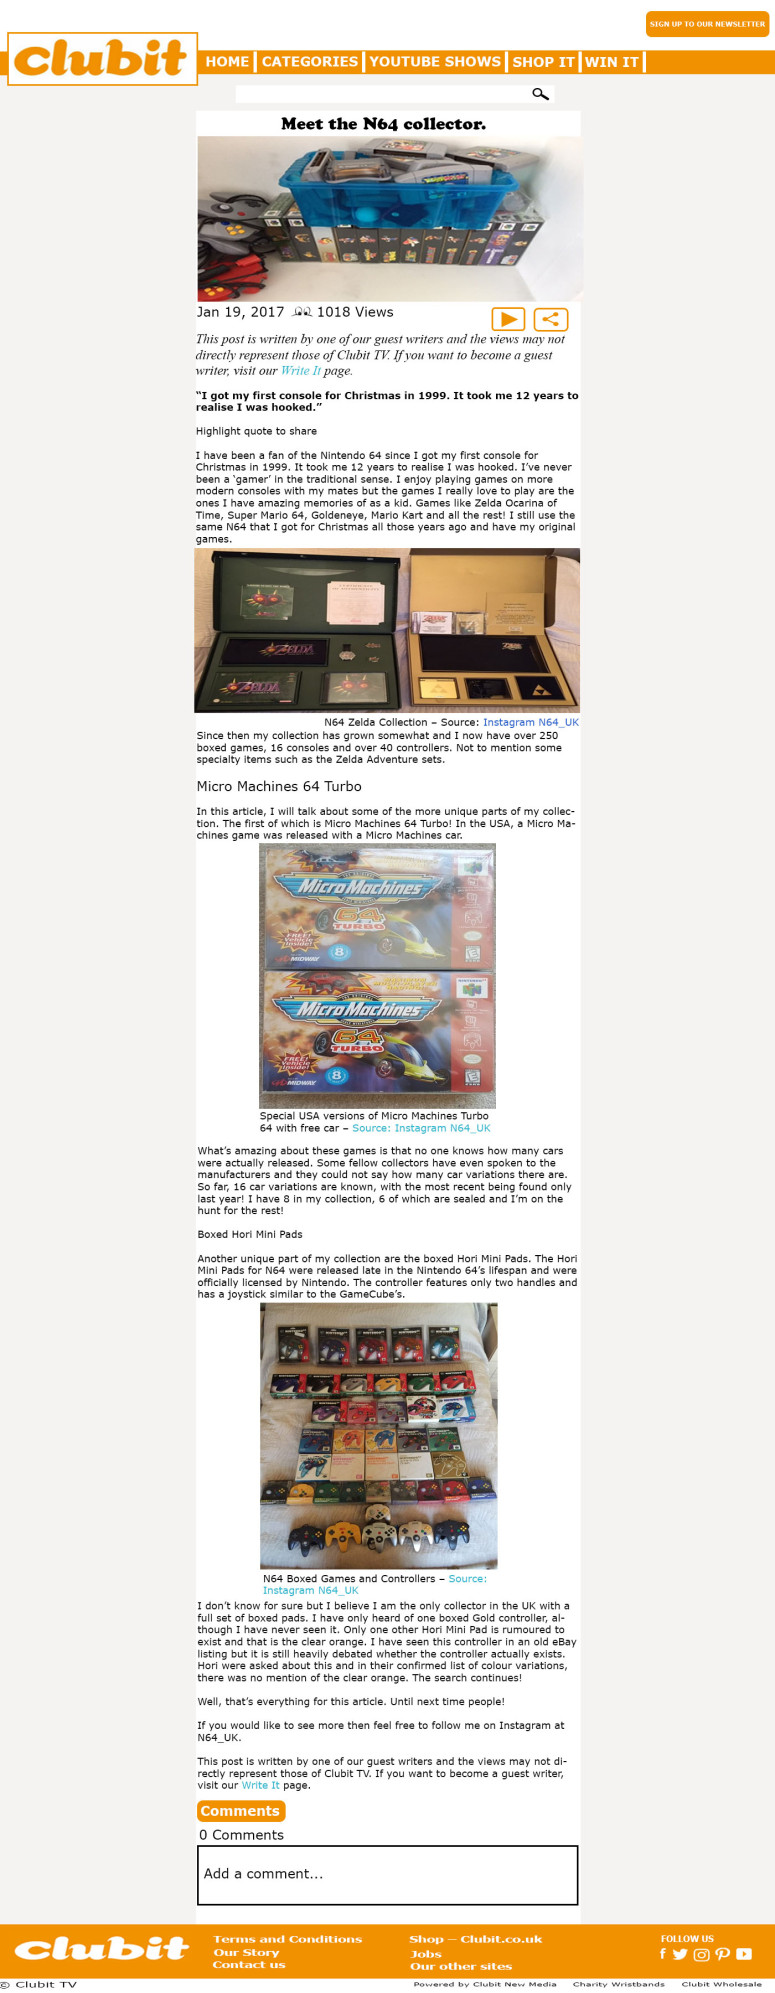 SIGN UP TO OUR NEWSLETTER
clubit
HOME CATEGORIES YOUTUBE SHOWS SHOP IT WIN IT
Meet the N64 collector.
Jan 19, 2017 1018 Views
This post is written by one of our guest writers and the views may not
directly represent those of Clubit TV. If you want to become a guest
writer, visit our Write It page.
“I got my first console for Christmas in 1999. It took me 12 years to
realise I was hooked.”
Highlight quote to share
I have been a fan of the Nintendo 64 since I got my first console for
Christmas in 1999. It took me 12 years to realise I was hooked. I’ve never
been a ‘gamer’ in the traditional sense. I enjoy playing games on more
modern consoles with my mates but the games I really love to play are the
ones I have amazing memories of as a kid. Games like Zelda Ocarina of
Time, Super Mario 64, Goldeneye, Mario Kart and all the rest! I still use the
same N64 that I got for Christmas all those years ago and have my original
games.
ZELDA
ZELDA
N64 Zelda Collection – Source: Instagram N64_UK
Since then my collection has grown somewhat and I now have over 250
boxed games, 16 consoles and over 40 controllers. Not to mention some
specialty items such as the Zelda Adventure sets.
Micro Machines 64 Turbo
In this article, I will talk about some of the more unique parts of my collec-
tion. The first of which is Micro Machines 64 Turbo! In the USA, a Micro Ma-
chines game was released with a Micro Machines car.
Micro Machines
64
TURBO
FREE!
Vehicle
Inside!
8
MIDWAY
Micro Machines
64
TURBO
FREE!
Vehicle
Inside!
8
MIDWAY
Special USA versions of Micro Machines Turbo
64 with free car – Source: Instagram N64_UK
What’s amazing about these games is that no one knows how many cars
were actually released. Some fellow collectors have even spoken to the
manufacturers and they could not say how many car variations there are.
So far, 16 car variations are known, with the most recent being found only
last year! I have 8 in my collection, 6 of which are sealed and I’m on the
hunt for the rest!
Boxed Hori Mini Pads
Another unique part of my collection are the boxed Hori Mini Pads. The Hori
Mini Pads for N64 were released late in the Nintendo 64’s lifespan and were
officially licensed by Nintendo. The controller features only two handles and
has a joystick similar to the GameCube’s.
N64 Boxed Games and Controllers – Source:
Instagram N64_UK
I don’t know for sure but I believe I am the only collector in the UK with a
full set of boxed pads. I have only heard of one boxed Gold controller, al-
though I have never seen it. Only one other Hori Mini Pad is rumoured to
exist and that is the clear orange. I have seen this controller in an old eBay
listing but it is still heavily debated whether the controller actually exists.
Hori were asked about this and in their confirmed list of colour variations,
there was no mention of the clear orange. The search continues!
Well, that’s everything for this article. Until next time people!
If you would like to see more then feel free to follow me on Instagram at
N64_UK.
This post is written by one of our guest writers and the views may not di-
rectly represent those of Clubit TV. If you want to become a guest writer,
visit our Write It page.
Comments
0 Comments
Add a comment...
clubit
Terms and Conditions
Our Story
Contact us
Shop – Clubit.co.uk
Jobs
Our other sites
FOLLOW US
© Clubit TV
Powered by Clubit New Media Charity Wristbands Clubit Wholesale